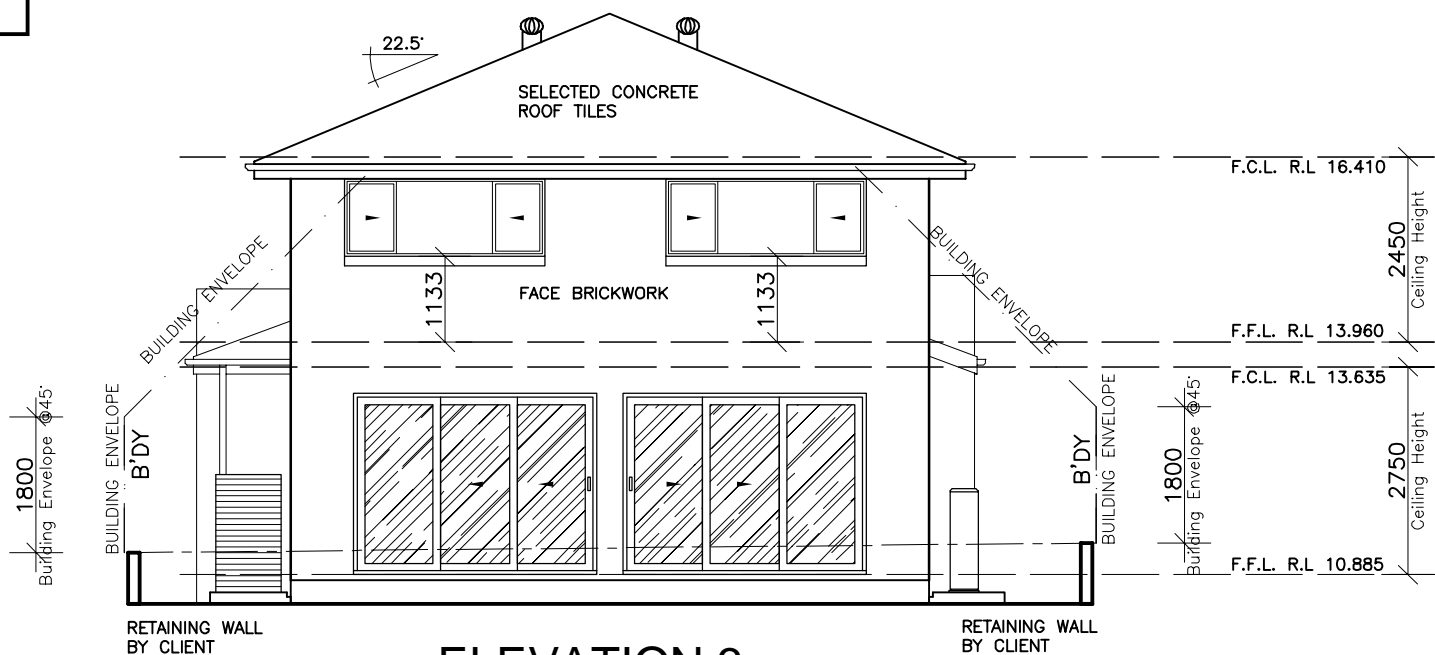 22.5°
SELECTED CONCRETE
ROOF TILES
F.C.L. R.L 16.410
2450
Ceiling Height
BUILDING ENVELOPE
BUILDING ENVELOPE
1133
FACE BRICKWORK
1133
F.F.L. R.L 13.960
F.C.L. R.L 13.635
1800
Building Envelope @45°
BUILDING ENVELOPE
B'DY
B'DY
BUILDING ENVELOPE
1800
Building Envelope @45°
2750
Ceiling Height
F.F.L. R.L 10.885
RETAINING WALL
BY CLIENT
RETAINING WALL
BY CLIENT
ELEVATION